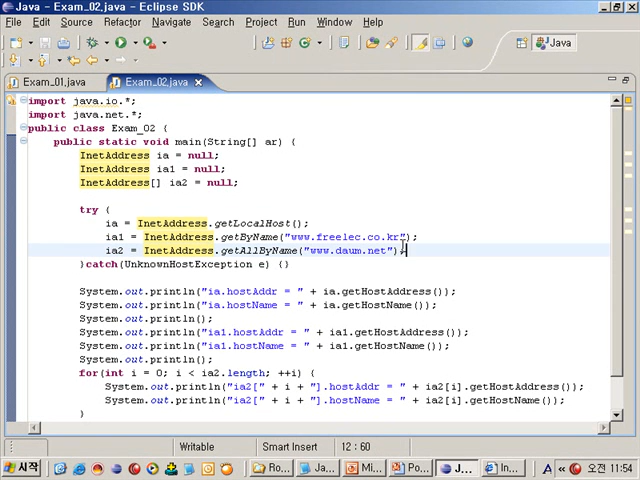 Java - Exam_02.java - Eclipse SDK
File Edit Source Refactor Navigate Search Project Run Window Help
Java
Exam_01.java Exam_02.java
import java.io.*;
import java.net.*;
public class Exam_02 {
public static void main(String[] ar) {
InetAddress ia = null;
InetAddress ia1 = null;
InetAddress[] ia2 = null;
try {
ia = InetAddress.getLocalHost();
ia1 = InetAddress.getByName("www.freelec.co.kr");
ia2 = InetAddress.getAllByName("www.daum.net");
}catch(UnknownHostException e) {}
System.out.println("ia.hostAddr = " + ia.getHostAddress());
System.out.println("ia.hostName = " + ia.getHostName());
System.out.println();
System.out.println("ia1.hostAddr = " + ia1.getHostAddress());
System.out.println("ia1.hostName = " + ia1.getHostName());
System.out.println();
for(int i = 0; i < ia2.length; ++i) {
System.out.println("ia2[" + i + "].hostAddr = " + ia2[i].getHostAddress());
System.out.println("ia2[" + i + "].hostName = " + ia2[i].getHostName());
}
Writable Smart Insert 12 : 60
시작 Ro... Ja... Mi... Po... J... In... A 오전 11:54